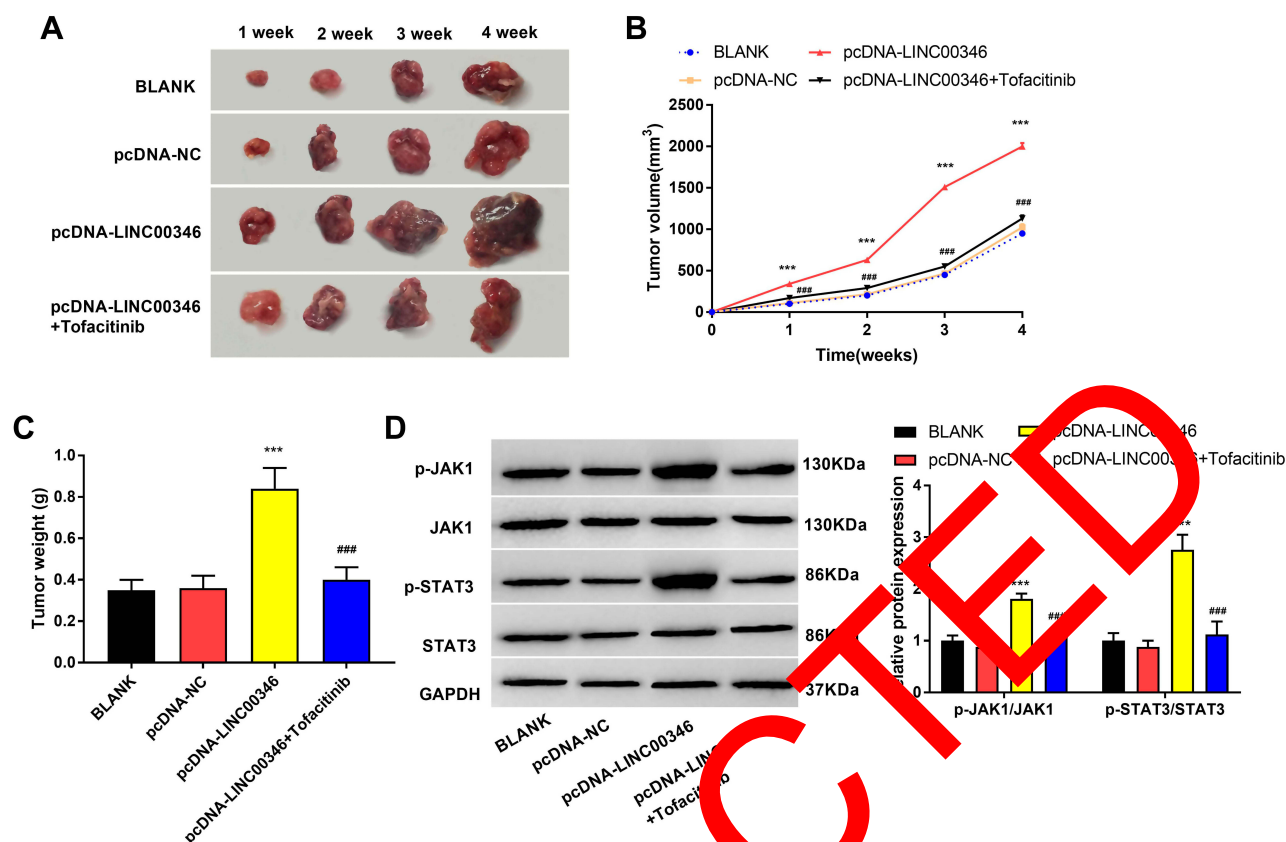 A
1 week 2 week 3 week 4 week
BLANK
pcDNA-NC
pcDNA-LINC00346
pcDNA-LINC00346
+Tofacitinib
B
BLANK pcDNA-LINC00346
pcDNA-NC pcDNA-LINC00346+Tofacitinib
Tumor volume(mm³)
2500
2000
1500
1000
500
0
0 1 2 3 4
Time(weeks)
***
***
***
***
###
###
###
###
C
Tumor weight (g)
1.0
0.8
0.6
0.4
0.2
0.0
***
###
BLANK
pcDNA-NC
pcDNA-LINC00346
pcDNA-LINC00346+Tofacitinib
D
p-JAK1 130KDa
JAK1 130KDa
p-STAT3 86KDa
STAT3
GAPDH 37KDa
BLANK
pcDNA-NC
pcDNA-LINC00346
+Tofacitinib
BLANK
pcDNA-NC
protein expression
4
3
2
1
0
***
###
p-JAK1/JAK1 p-STAT3/STAT3
CTED